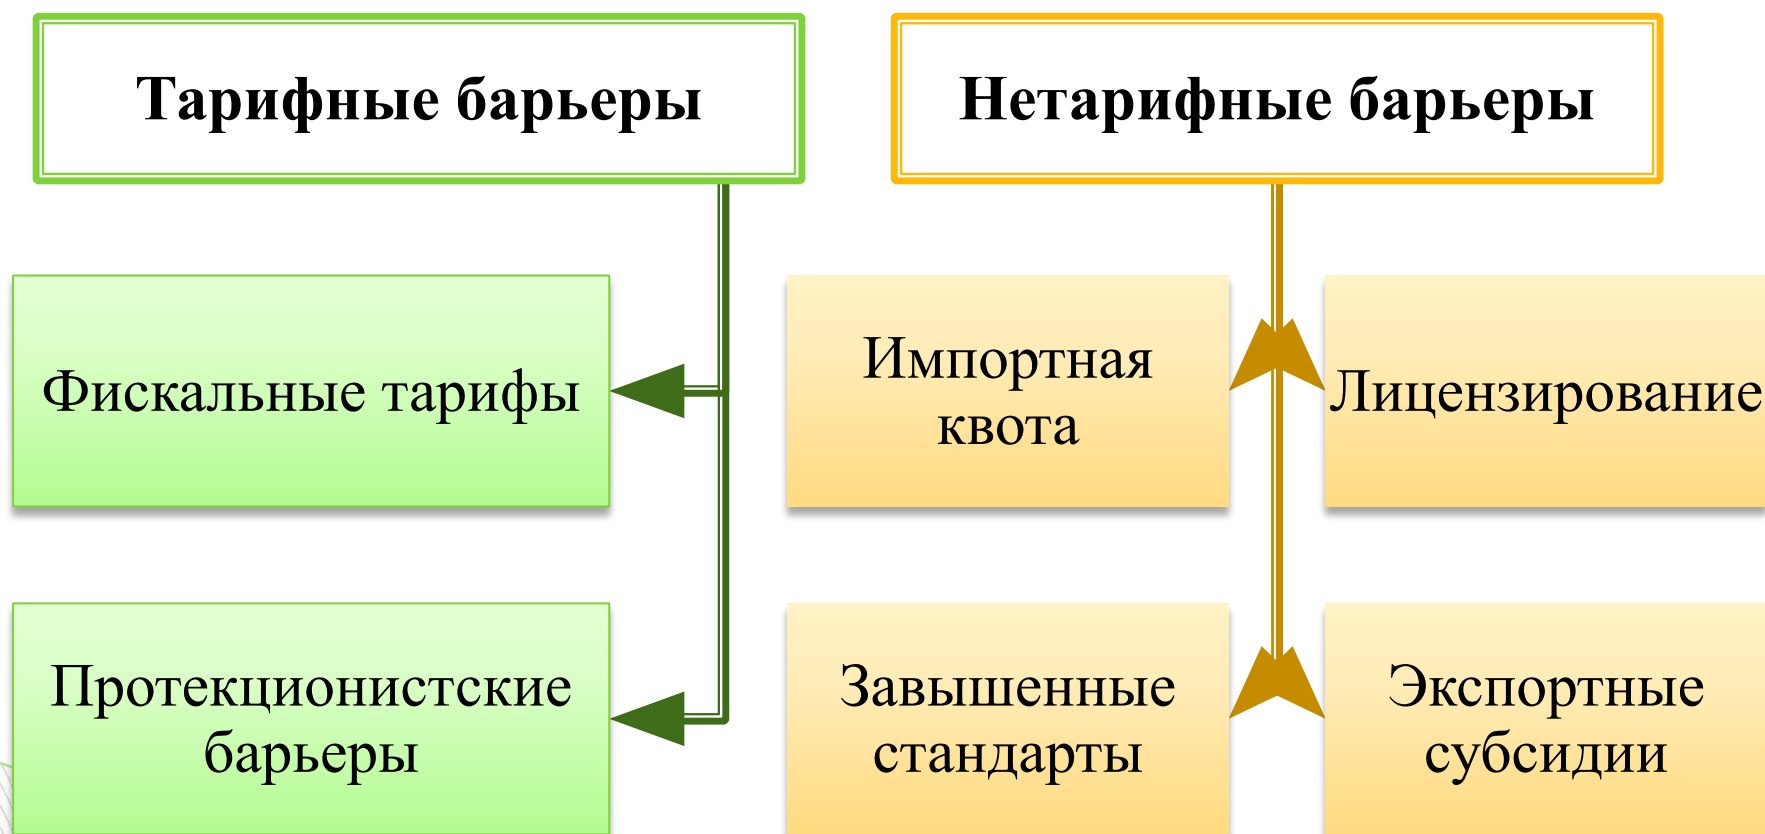 Тарифные барьеры
Нетарифные барьеры
Фискальные тарифы
Импортная
квота
Лицензирование
Протекционистские
барьеры
Завышенные
стандарты
Экспортные
субсидии